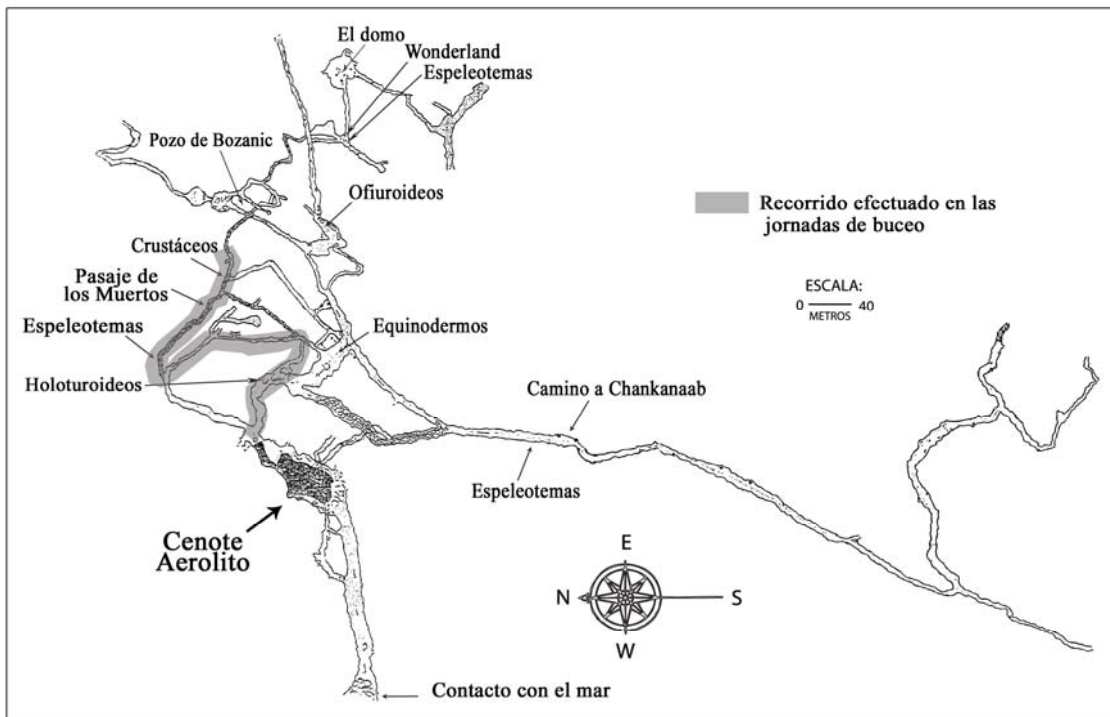 El domo
Wonderland
Espeleotemas
Pozo de Bozanic
Ofiuroideos
Recorrido efectuado en las
jornadas de buceo
Crustáceos
Pasaje de
los Muertos
ESCALA:
0 40
METROS
Espeleotemas
Equinodermos
Holoturoideos
Camino a Chankanaab
Espeleotemas
Cenote
Aerolito
E
N S
W
Contacto con el mar